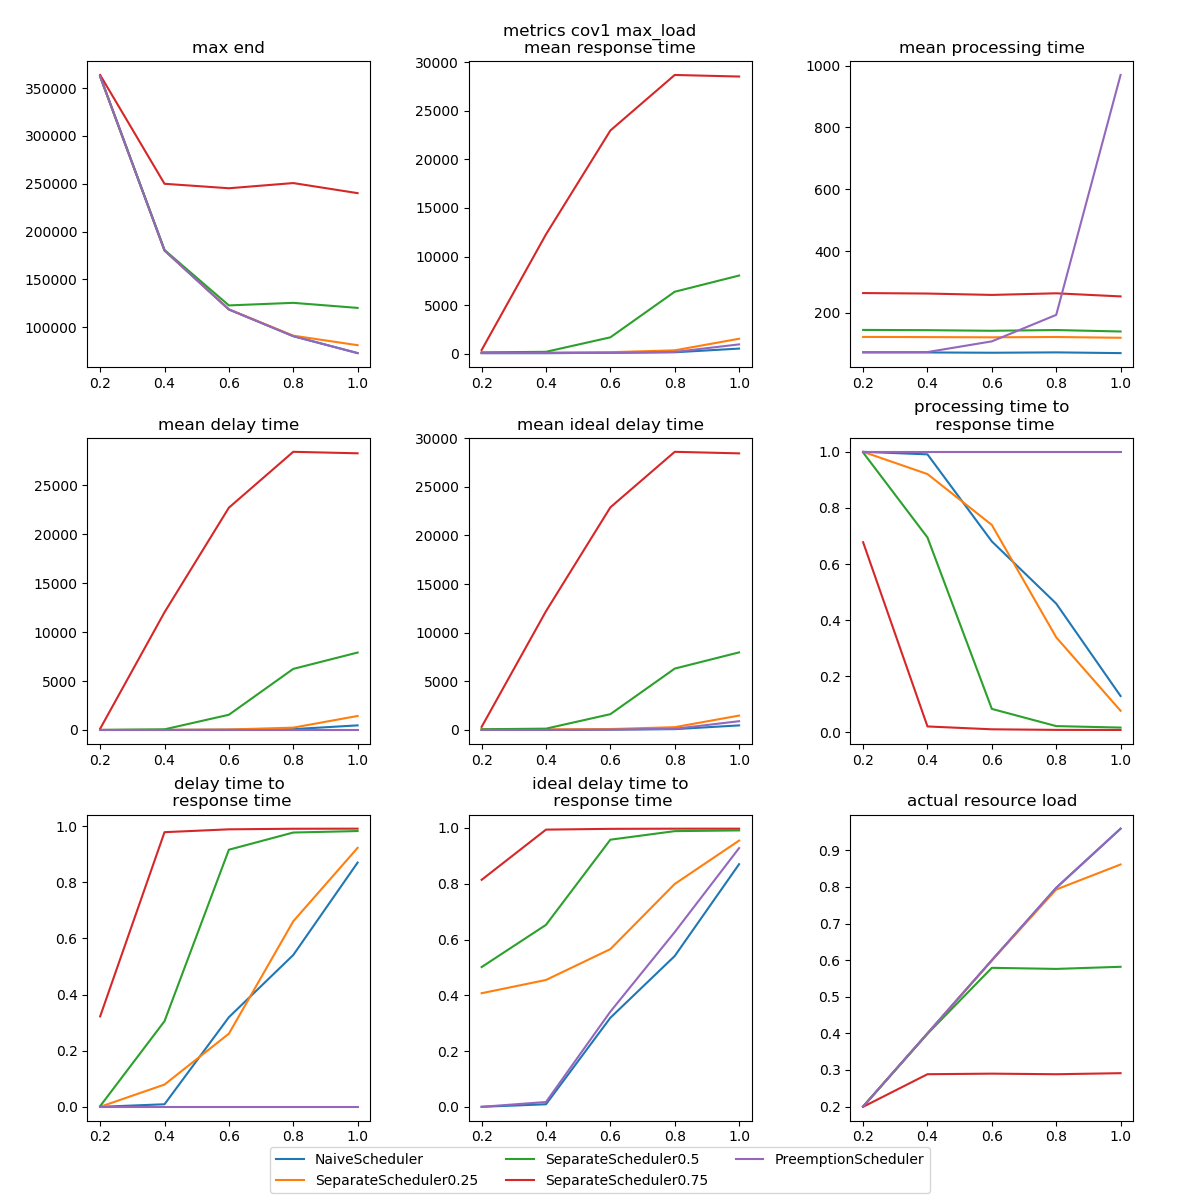 metrics cov1 max_load
max end
mean response time
mean processing time
350000
300000
250000
200000
150000
100000
0.2 0.4 0.6 0.8 1.0
30000
25000
20000
15000
10000
5000
0
0.2 0.4 0.6 0.8 1.0
1000
800
600
400
200
0.2 0.4 0.6 0.8 1.0
mean delay time
mean ideal delay time
processing time to
response time
25000
20000
15000
10000
5000
0
0.2 0.4 0.6 0.8 1.0
30000
25000
20000
15000
10000
5000
0
0.2 0.4 0.6 0.8 1.0
1.0
0.8
0.6
0.4
0.2
0.0
0.2 0.4 0.6 0.8 1.0
delay time to
response time
ideal delay time to
response time
actual resource load
1.0
0.8
0.6
0.4
0.2
0.0
0.2 0.4 0.6 0.8 1.0
1.0
0.8
0.6
0.4
0.2
0.0
0.2 0.4 0.6 0.8 1.0
0.9
0.8
0.7
0.6
0.5
0.4
0.3
0.2
0.2 0.4 0.6 0.8 1.0
NaiveScheduler
SeparateScheduler0.25
SeparateScheduler0.5
SeparateScheduler0.75
PreemptionScheduler